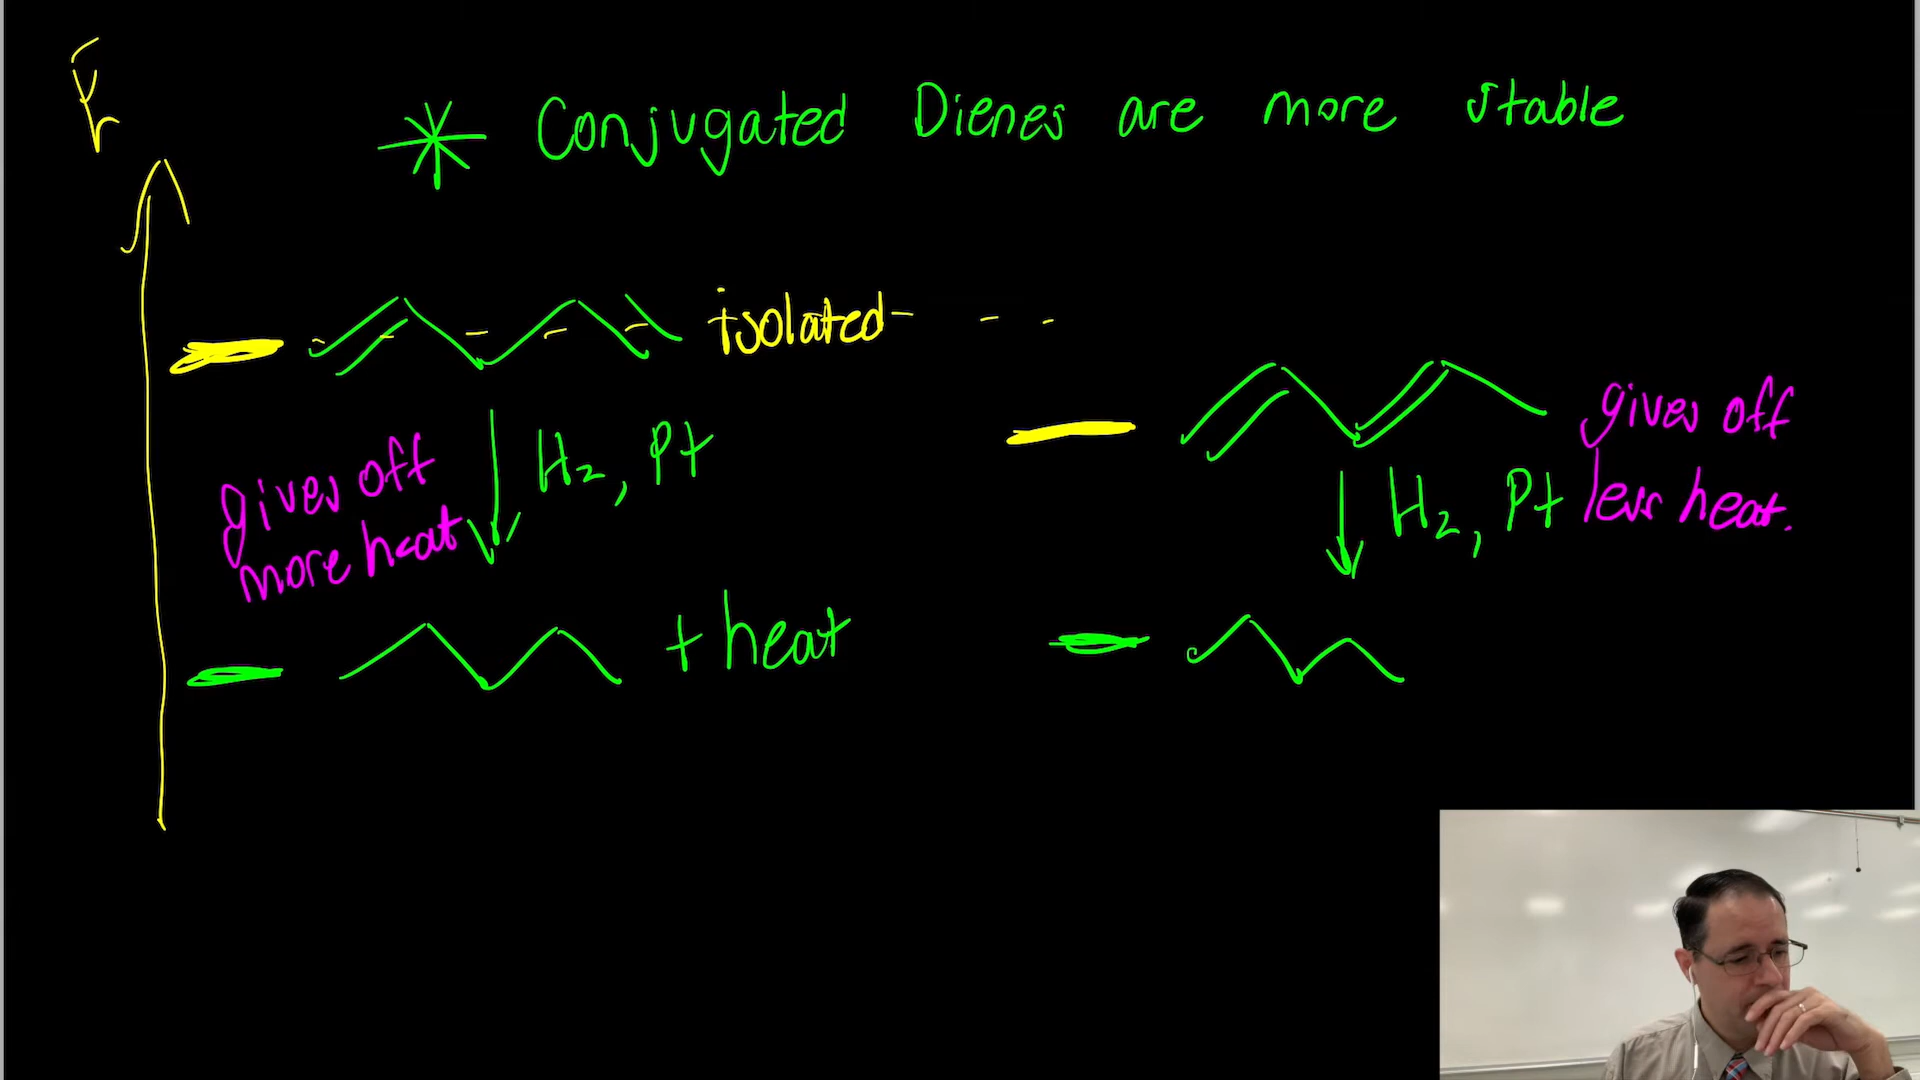 E
* Conjugated Dienes are more stable
isolated
gives off
more heat
H2, Pt
+ heat
gives off
less heat.
H2, Pt